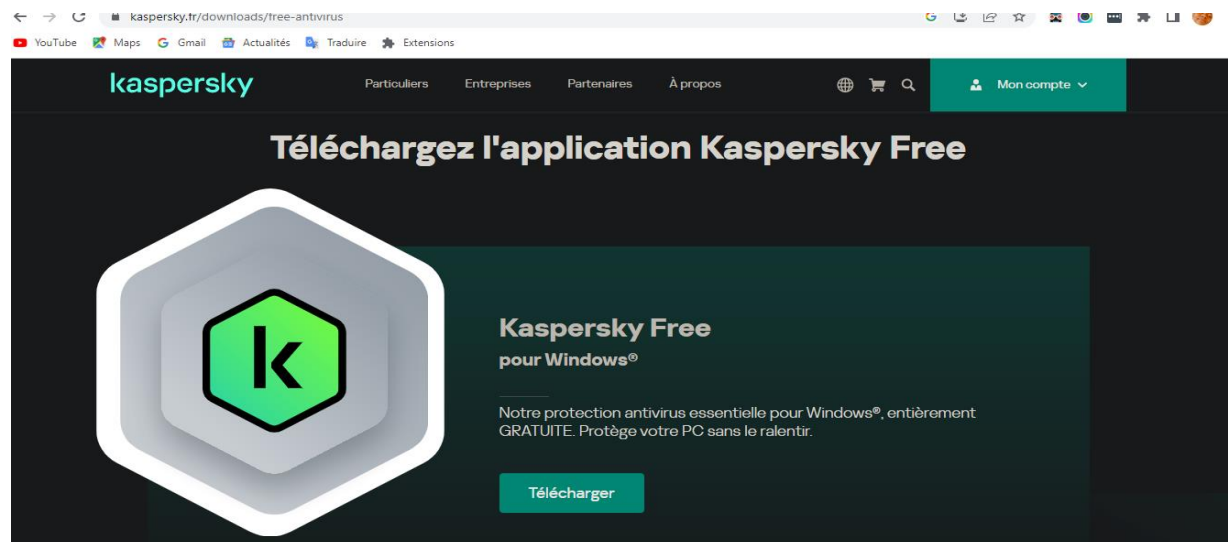 kaspersky.fr/downloads/free-antivirus
YouTube Maps Gmail Actualités Traduire Extensions
kaspersky Particuliers Entreprises Partenaires À propos Mon compte
Téléchargez l'application Kaspersky Free
k
Kaspersky Free
pour Windows®
Notre protection antivirus essentielle pour Windows®, entièrement
GRATUITE. Protège votre PC sans le ralentir.
Télécharger